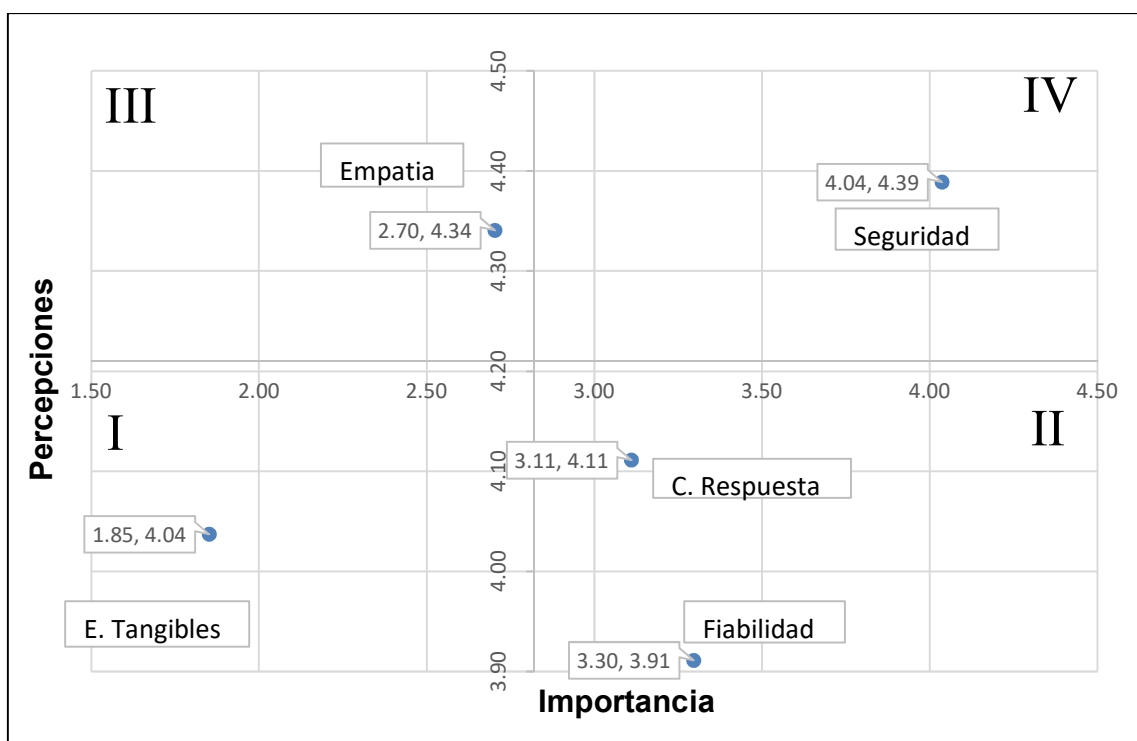 4.50
III
IV
4.40
Empatia
4.04, 4.39
2.70, 4.34
Seguridad
4.30
Percepciones
4.20
1.50 2.00 2.50 3.00 3.50 4.00 4.50
I
II
3.11, 4.11
4.10
C. Respuesta
1.85, 4.04
4.00
E. Tangibles
Fiabilidad
3.30, 3.91
3.90
Importancia